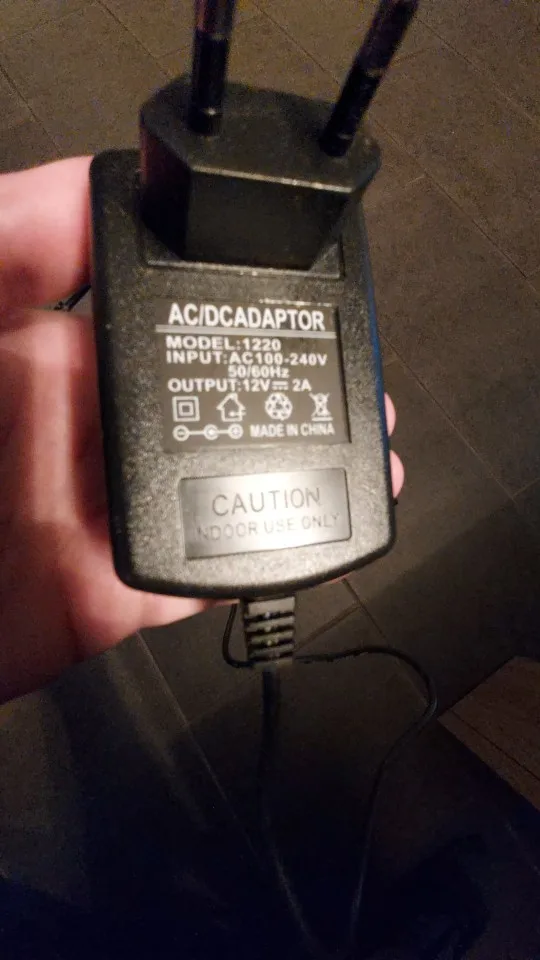 AC/DCADAPTOR
MODEL:1220
INPUT:AC100-240V
50/60Hz
OUTPUT:12V⎓2A
MADE IN CHINA
CAUTION
INDOOR USE ONLY